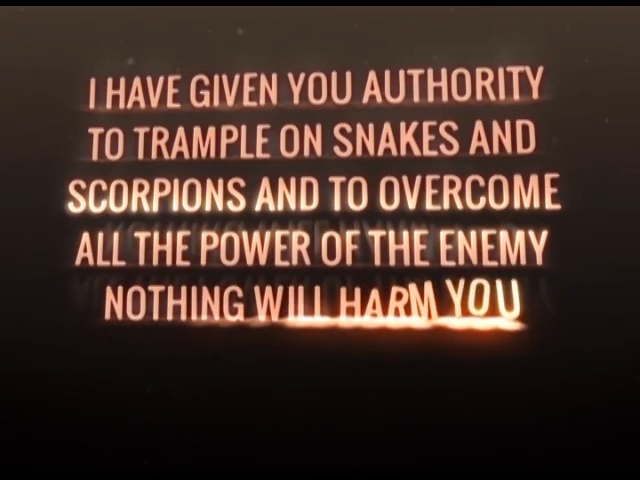 I HAVE GIVEN YOU AUTHORITY
TO TRAMPLE ON SNAKES AND
SCORPIONS AND TO OVERCOME
ALL THE POWER OF THE ENEMY
NOTHING WILL HARM YOU